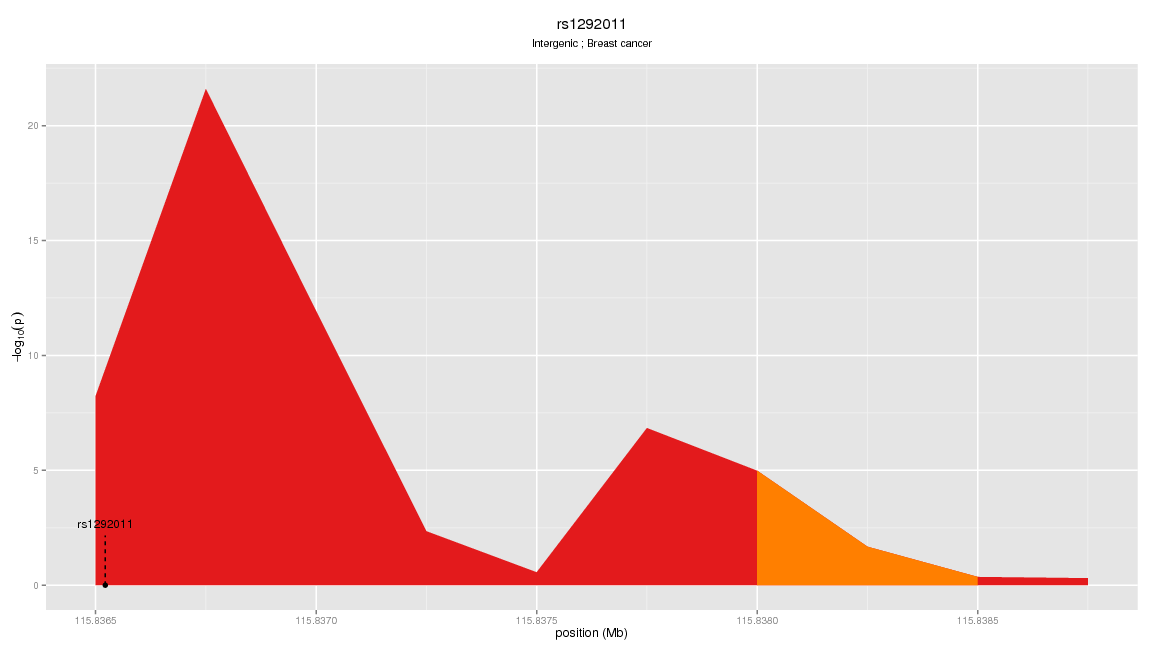 rs1292011
Intergenic ; Breast cancer
20
15
10
5
0
−log10(p)
rs1292011
115.8365 115.8370 115.8375 115.8380 115.8385
position (Mb)